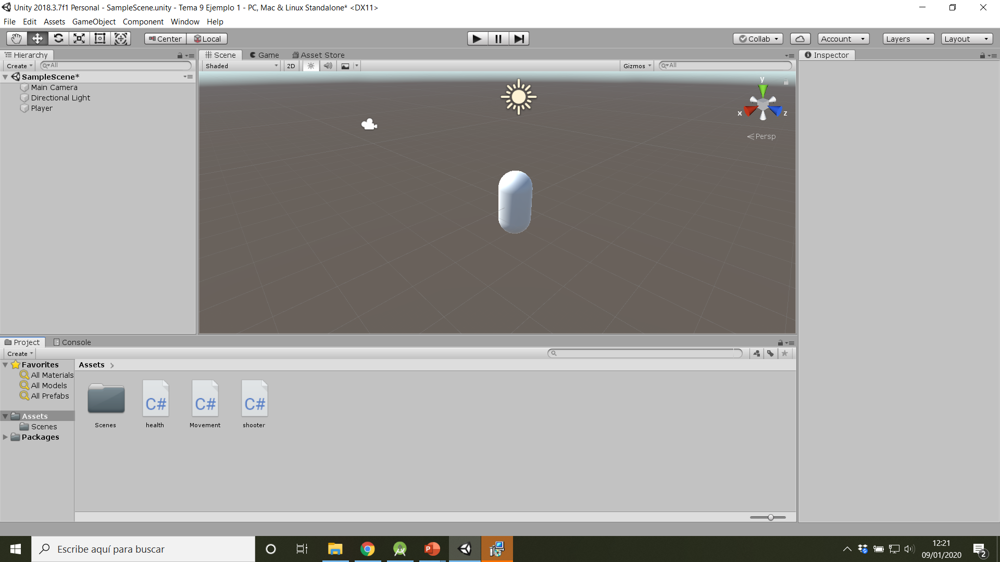 Unity 2018.3.7f1 Personal - SampleScene.unity - Tema 9 Ejemplo 1 - PC, Mac & Linux Standalone* <DX11>
File Edit Assets GameObject Component Window Help
Center Local Collab Account Layers Layout
Hierarchy Scene Game Asset Store Inspector
Create All Shaded 2D Gizmos All
SampleScene*
Main Camera
Directional Light
Player
y
x z
Persp
Project Console
Create
Favorites Assets
All Materials
All Models
All Prefabs
Assets
Scenes
Packages
C# C# C#
Scenes health Movement shooter
Escribe aquí para buscar
P
12:21
09/01/2020
2